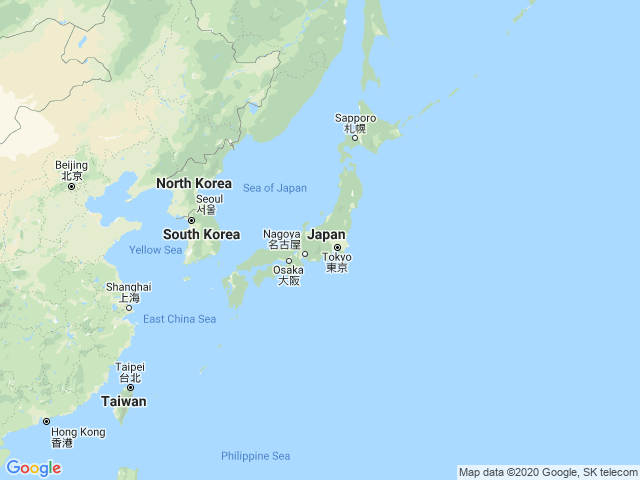 Sapporo
札幌
Beijing
北京
North Korea
Sea of Japan
Seoul
서울
South Korea
Nagoya
名古屋
Japan
Yellow Sea
Tokyo
東京
Osaka
大阪
Shanghai
上海
East China Sea
Taipei
台北
Taiwan
Hong Kong
香港
Philippine Sea
Google
Map data ©2020 Google, SK telecom